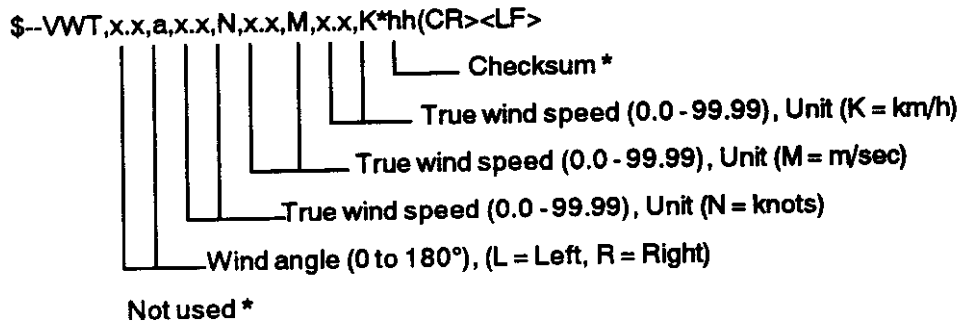 $--VWT,x.x,a,x.x,N,x.x,M,x.x,K*hh(CR><LF>
Checksum *
True wind speed (0.0 - 99.99), Unit (K = km/h)
True wind speed (0.0 - 99.99), Unit (M = m/sec)
True wind speed (0.0 - 99.99), Unit (N = knots)
Wind angle (0 to 180°), (L = Left, R = Right)
Not used *